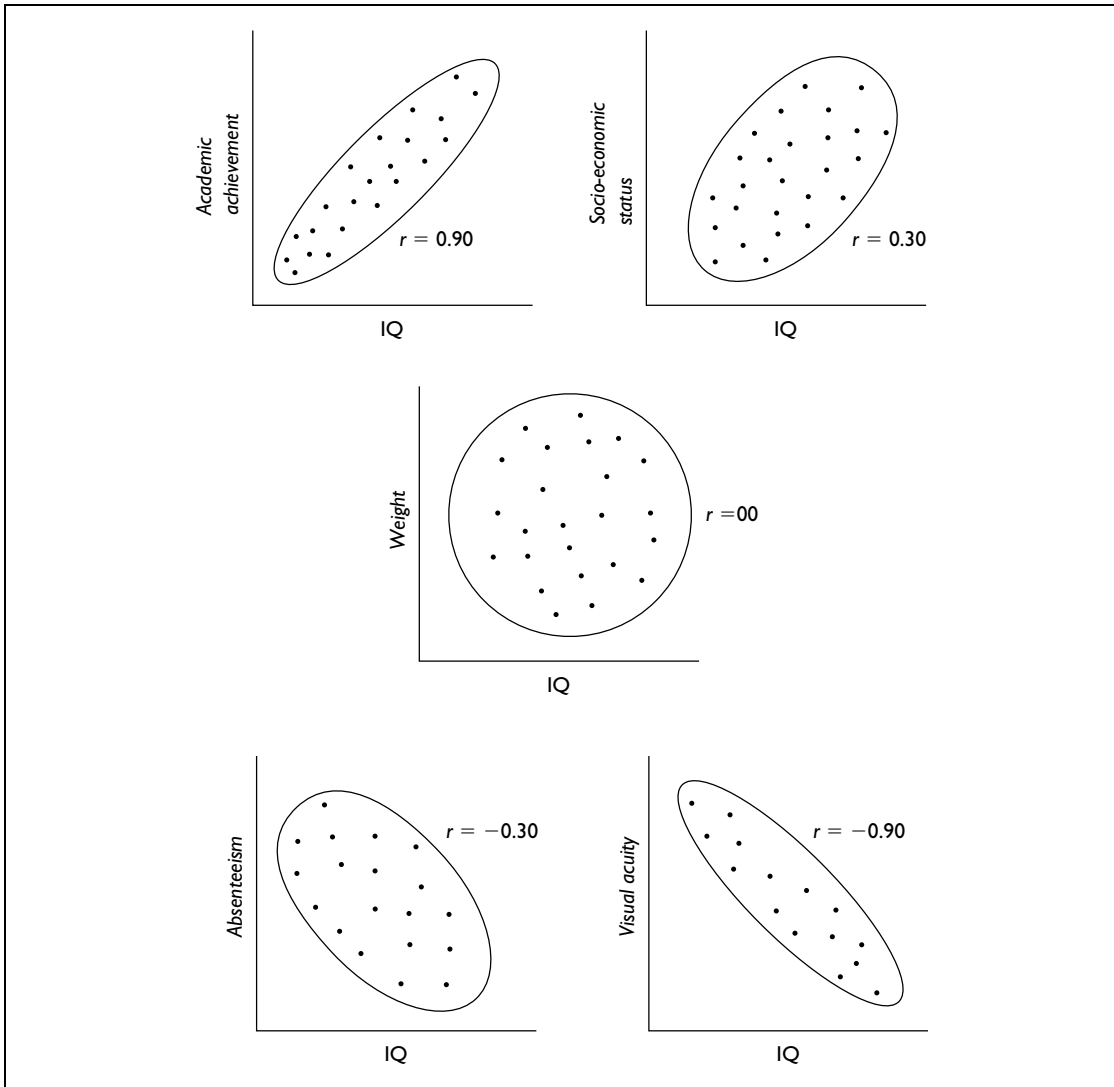 Academic
achievement
r = 0.90
IQ
Socio-economic
status
r = 0.30
IQ
Weight
r =00
IQ
Absenteeism
r = −0.30
IQ
Visual acuity
r = −0.90
IQ